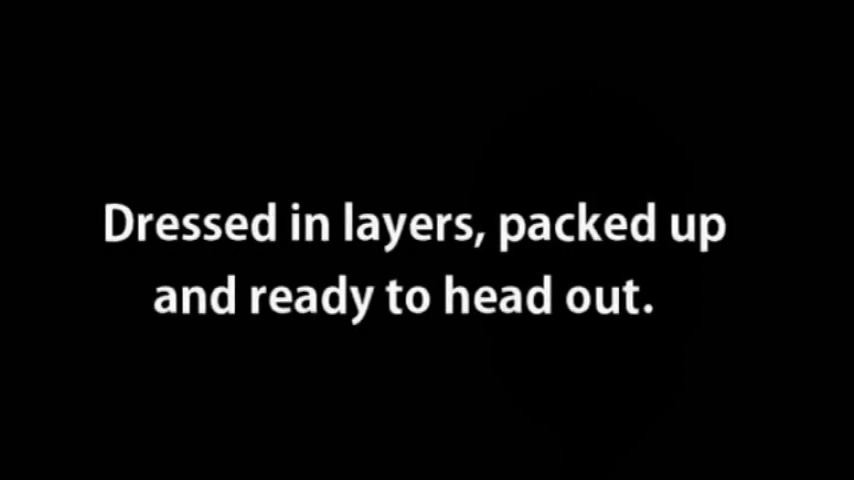 Dressed in layers, packed up
and ready to head out.